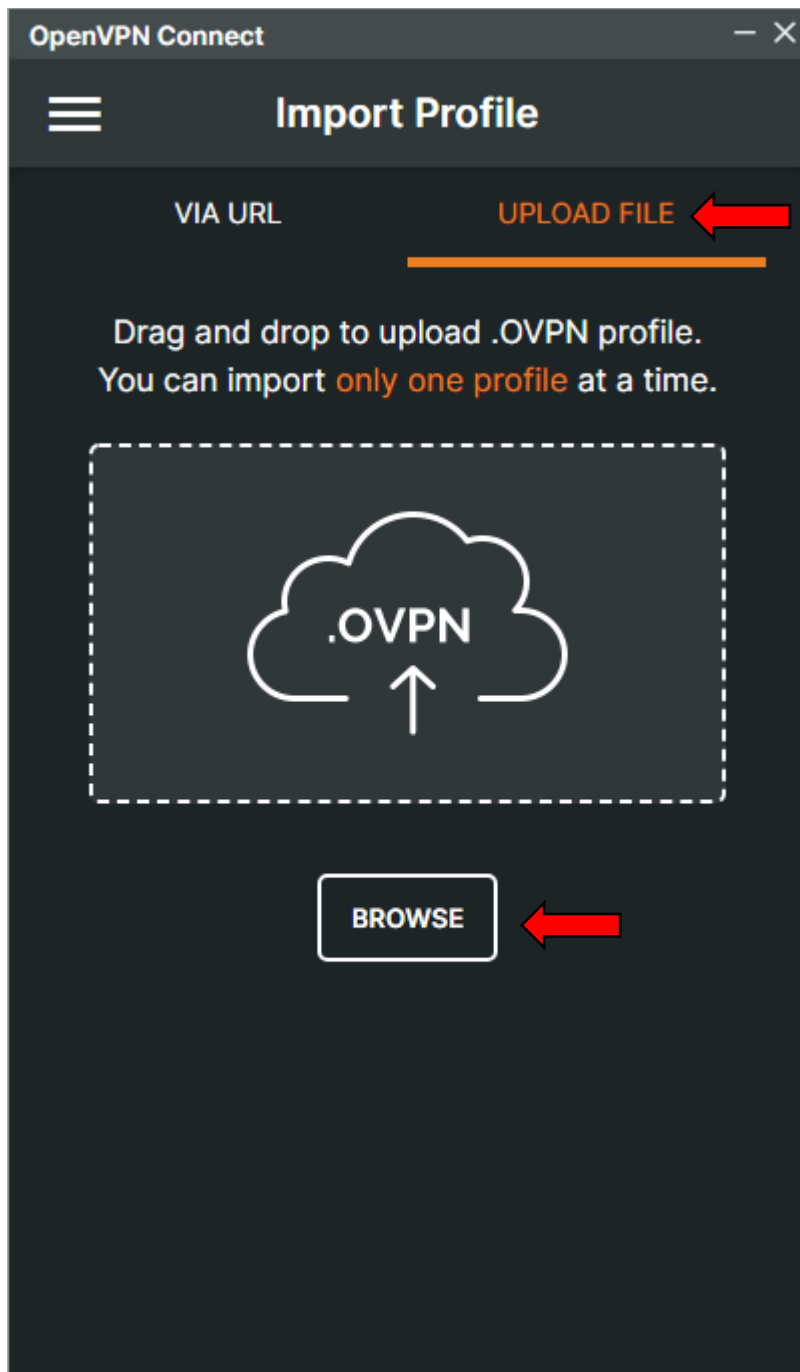 OpenVPN Connect
Import Profile
VIA URL
UPLOAD FILE
Drag and drop to upload .OVPN profile.
You can import only one profile at a time.
.OVPN
BROWSE